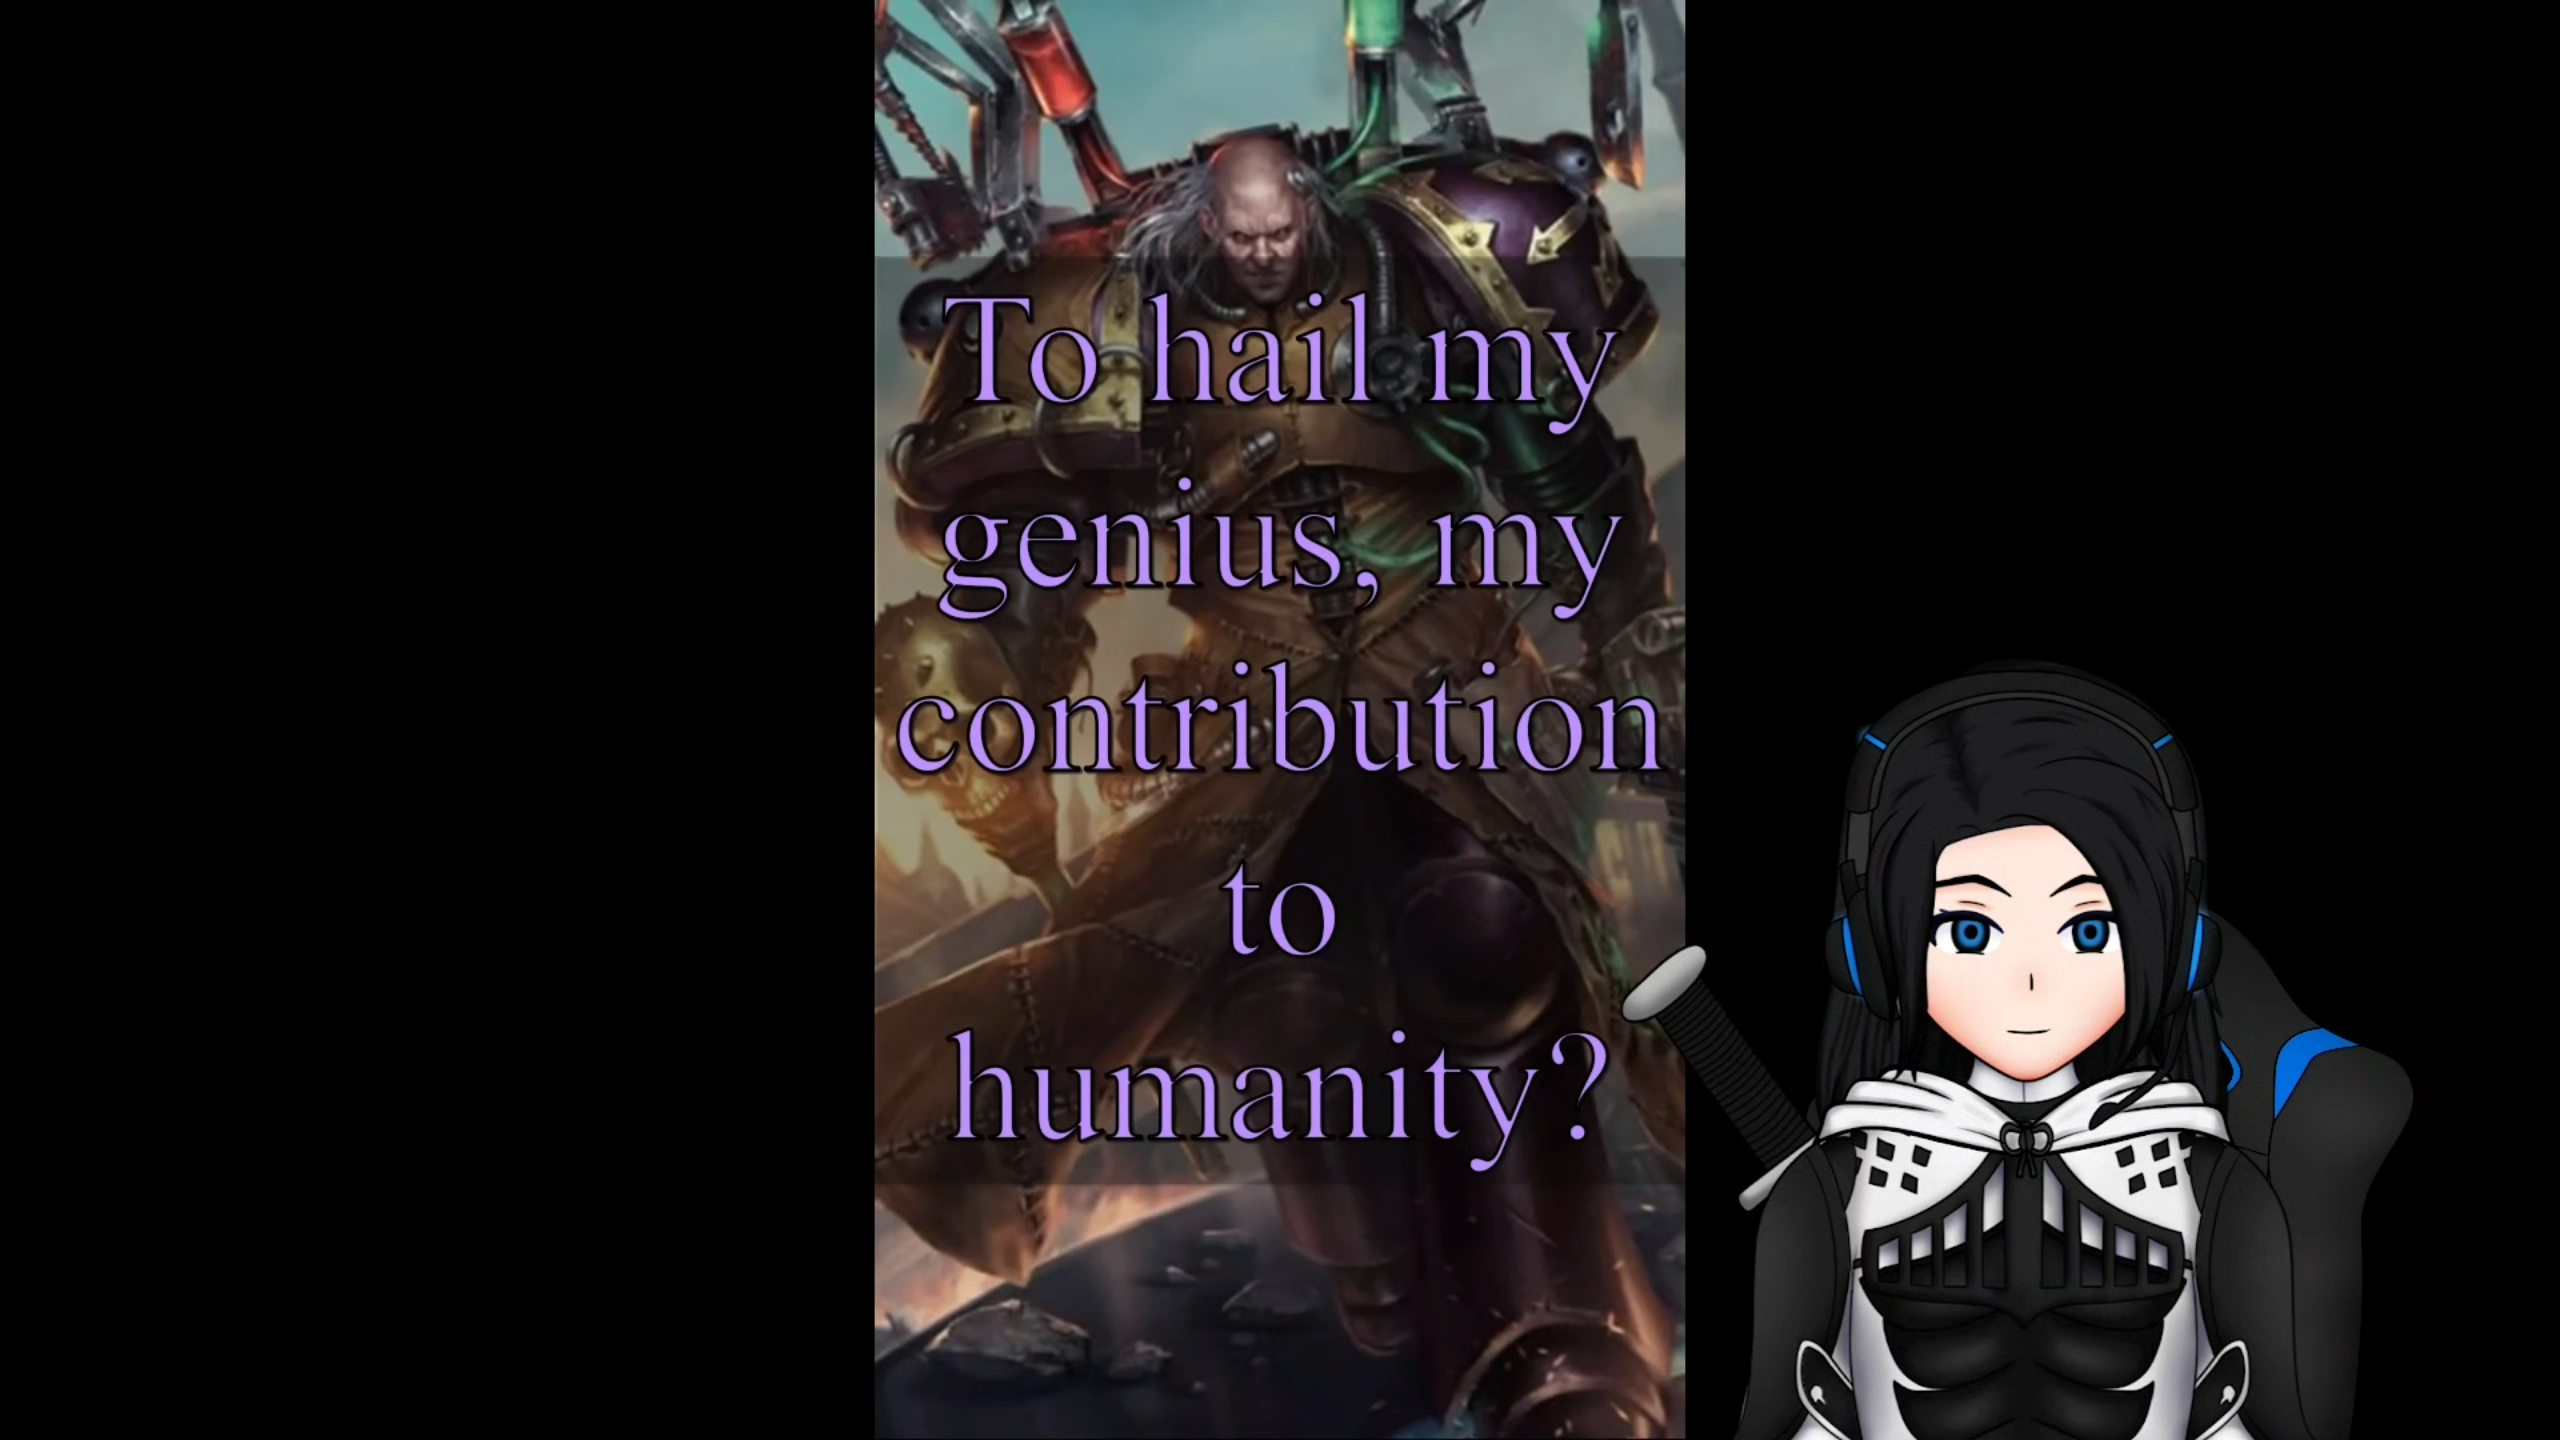 To hail my
genius, my
contribution
to
humanity?